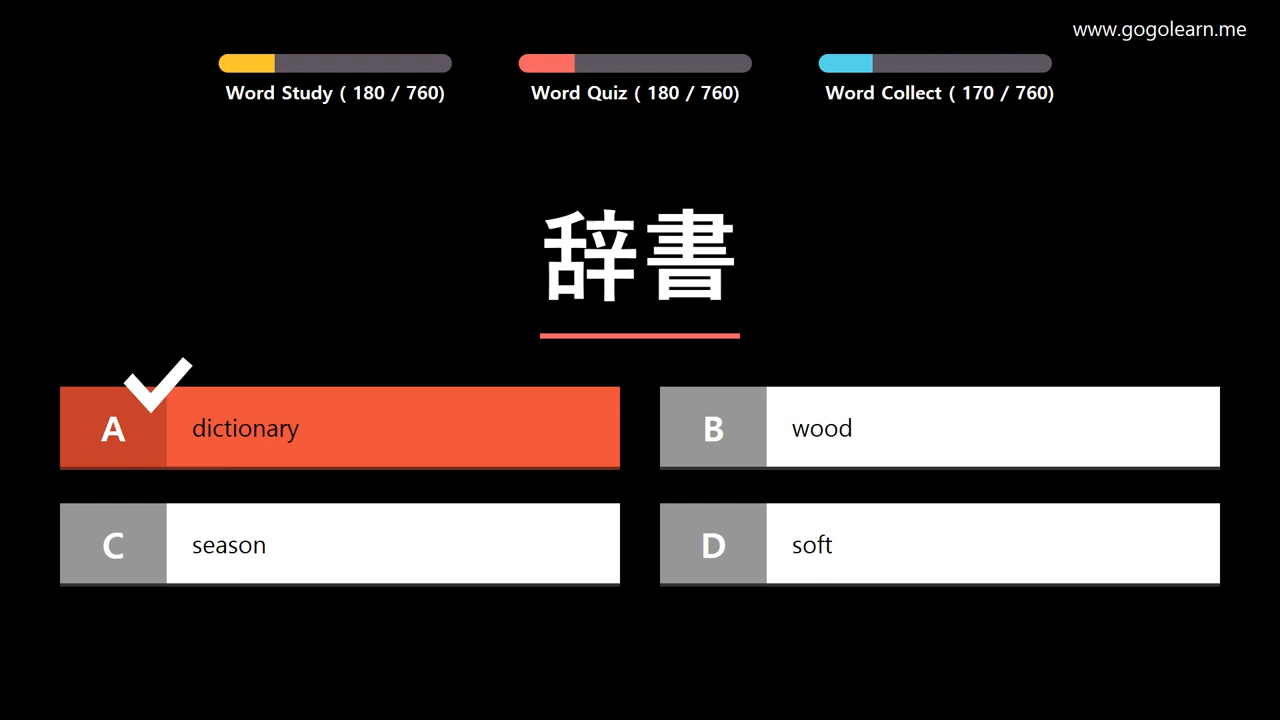 www.gogolearn.me
Word Study ( 180 / 760)
Word Quiz ( 180 / 760)
Word Collect ( 170 / 760)
辞書
A dictionary
B wood
C season
D soft